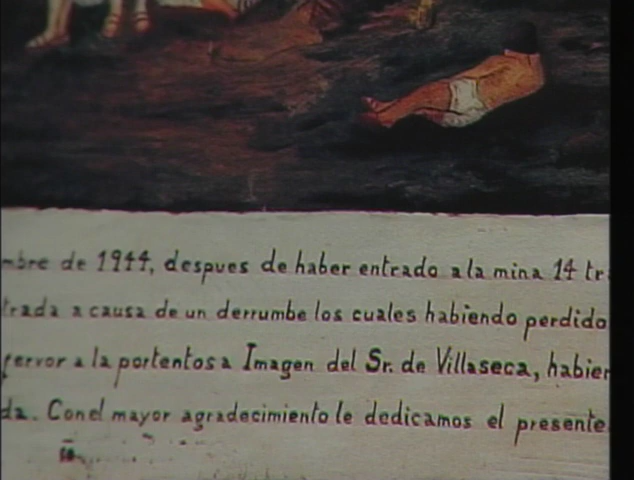 mbre de 1944, despues de haber entrado a la mina 14 tr
trada a causa de un derrumbe los cuales habiendo perdido
fervor a la portentosa Imagen del Sr. de Villaseca, habien
da. Con el mayor agradecimiento le dedicamos el presente